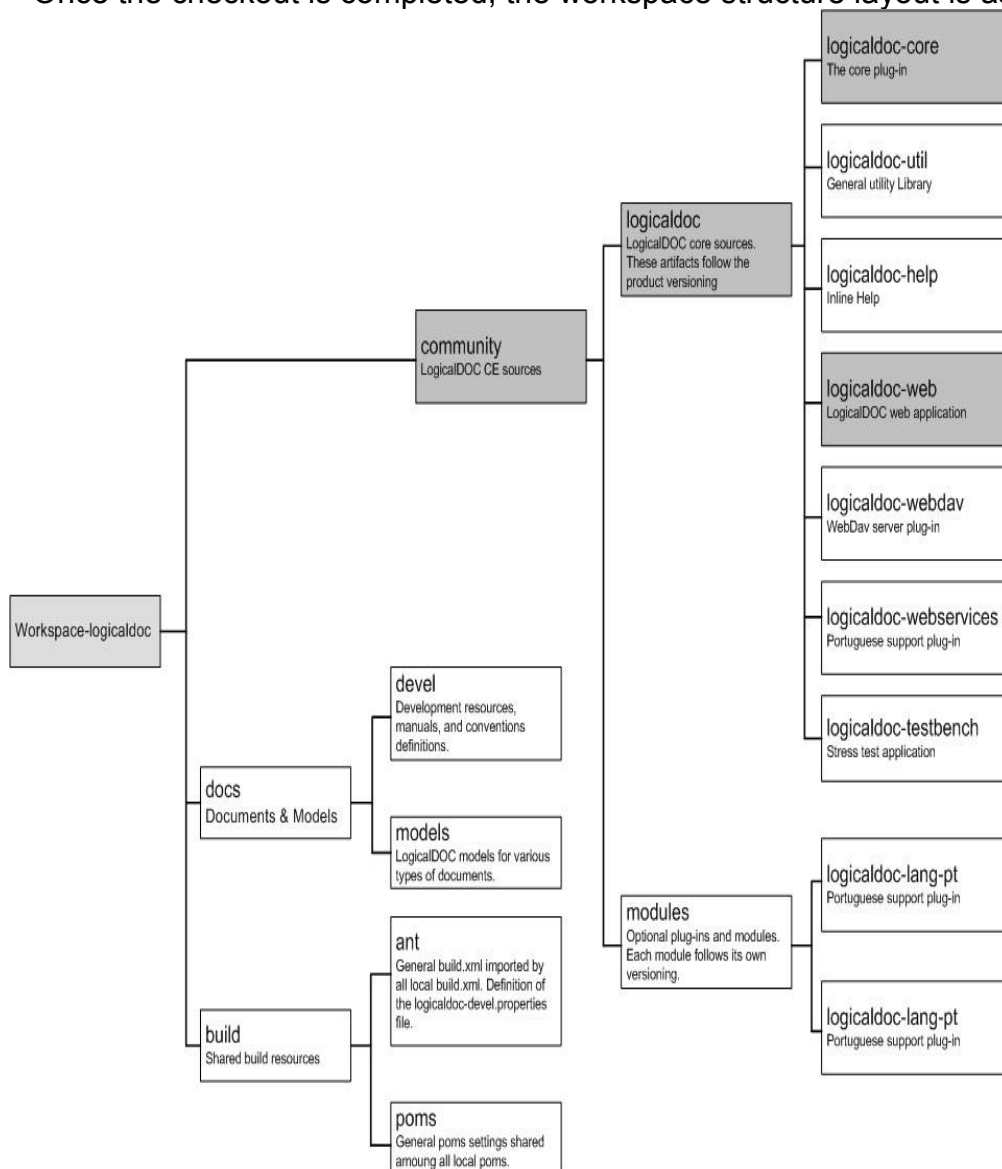 Once the checkout is completely, the workspace structure layout is as
logicaldoc-core
The core plug-in
logicaldoc-util
General utility Library
logicaldoc
LogicalDOC core sources.
These artifacts follow the
product versioning
logicaldoc-help
Inline Help
community
LogicalDOC CE sources
logicaldoc-web
LogicalDOC web application
logicaldoc-webdav
WebDav server plug-in
Workspace-logicaldoc
logicaldoc-webservices
Portuguese support plug-in
devel
Development resources,
manuals, and conventions
definitions.
logicaldoc-testbench
Stress test application
docs
Documents & Models
models
LogicalDOC models for various
types of documents.
logicaldoc-lang-pt
Portuguese support plug-in
modules
Optional plug-ins and modules.
Each module follows its own
versioning.
ant
General build.xml imported by
all local build.xml. Definition of
the logicaldoc-devel.properties
file.
logicaldoc-lang-pt
Portuguese support plug-in
build
Shared build resources
poms
General poms settings shared
amoung all local poms.